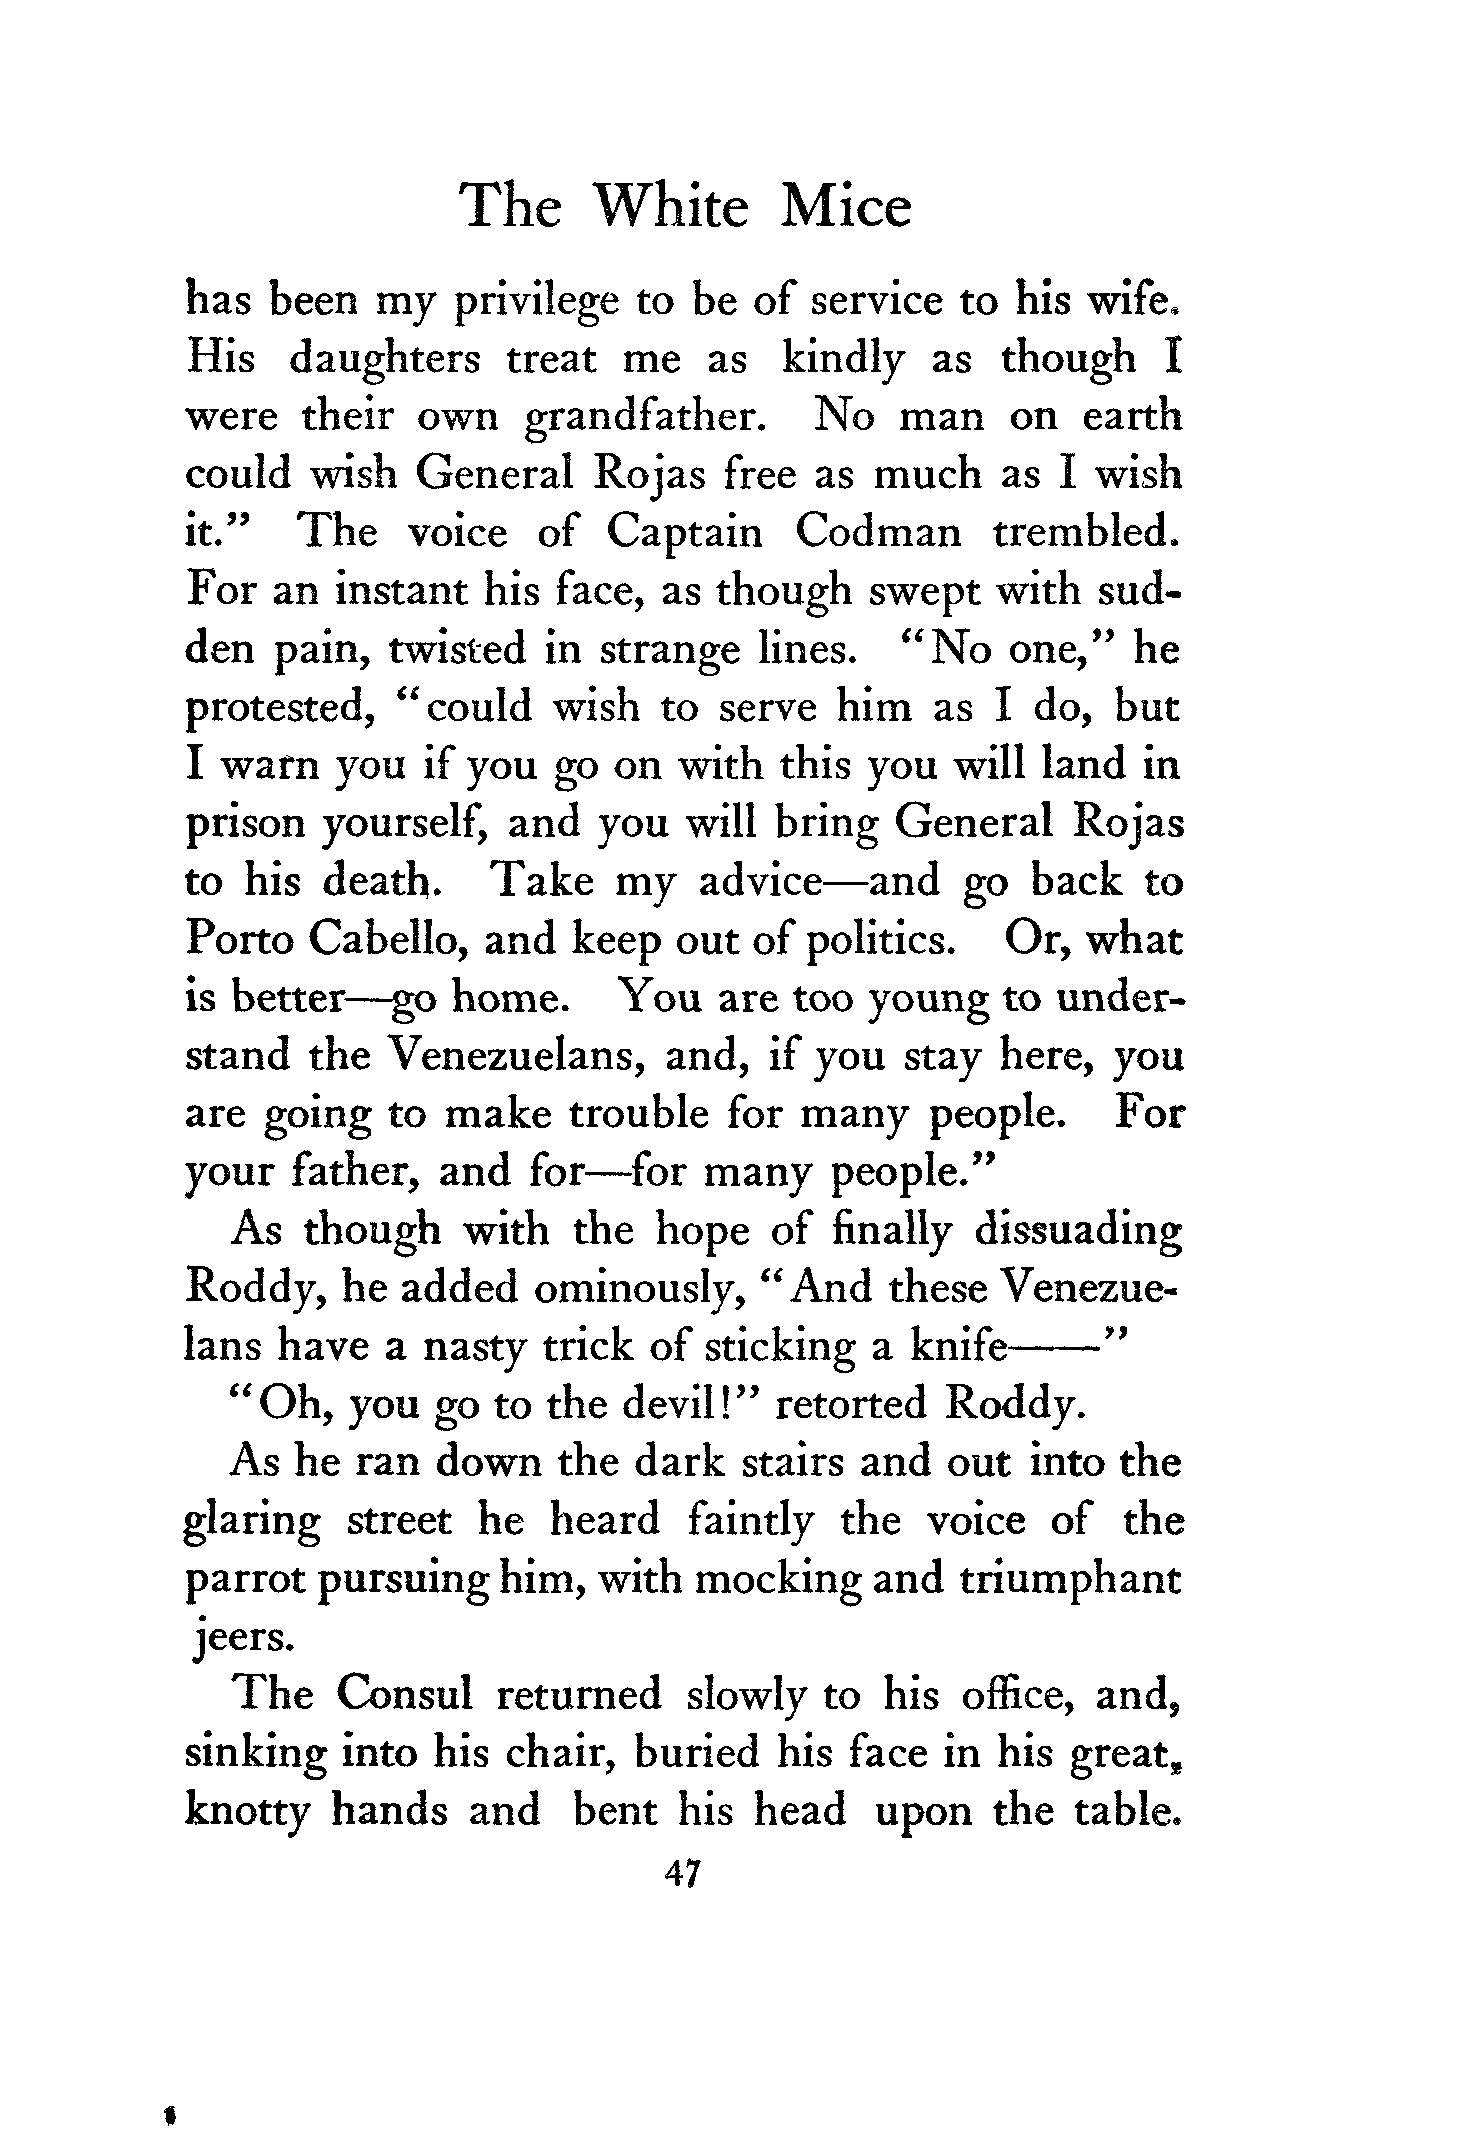 The White Mice
has been my privilege to be of service to his wife.
His daughters treat me as kindly as though I
were their own grandfather. No man on earth
could wish General Rojas free as much as I wish
it.” The voice of Captain Codman trembled.
For an instant his face, as though swept with sud-
den pain, twisted in strange lines. “No one,” he
protested, “could wish to serve him as I do, but
I warn you if you go on with this you will land in
prison yourself, and you will bring General Rojas
to his death. Take my advice—and go back to
Porto Cabello, and keep out of politics. Or, what
is better—go home. You are too young to under-
stand the Venezuelans, and, if you stay here, you
are going to make trouble for many people. For
your father, and for—for many people.”
As though with the hope of finally dissuading
Roddy, he added ominously, “And these Venezue-
lans have a nasty trick of sticking a knife——”
“Oh, you go to the devil!” retorted Roddy.
As he ran down the dark stairs and out into the
glaring street he heard faintly the voice of the
parrot pursuing him, with mocking and triumphant
jeers.
The Consul returned slowly to his office, and,
sinking into his chair, buried his face in his great,
knotty hands and bent his head upon the table.
47